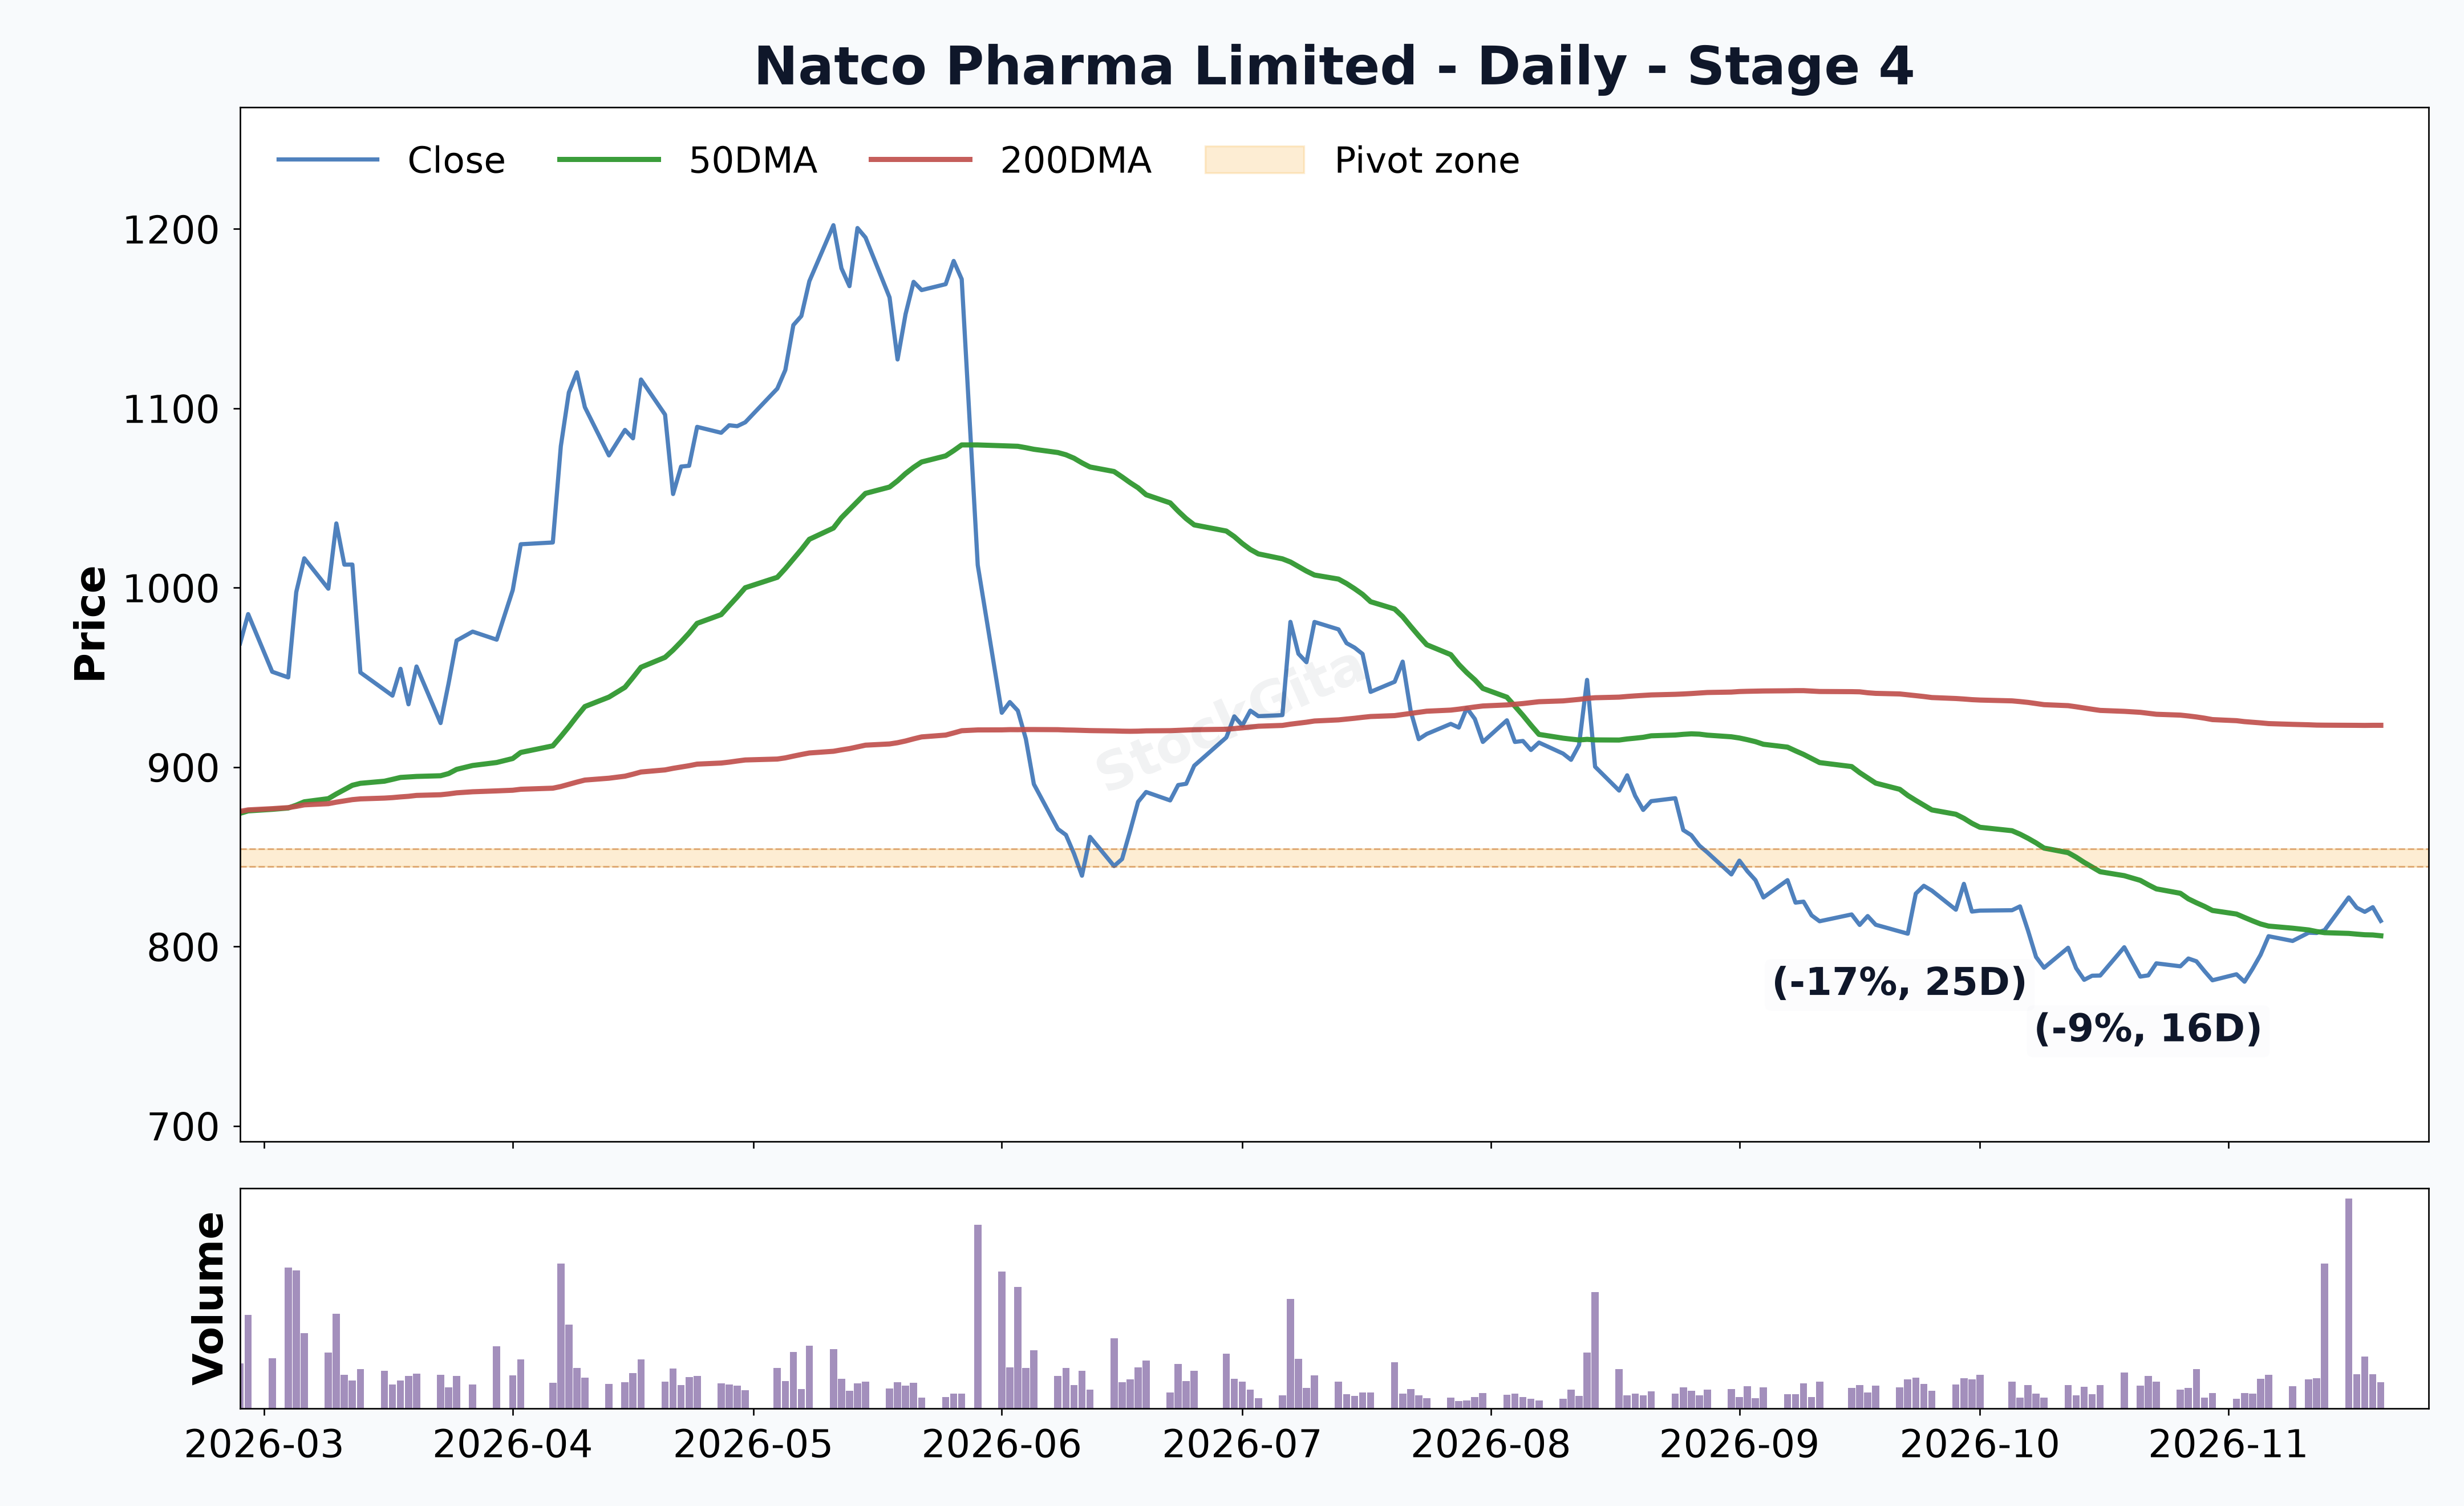 Natco Pharma Limited - Daily - Stage 4
Close 50DMA 200DMA Pivot zone
Price
1200
1100
1000
900
800
700
StockGita
(-17%, 25D)
(-9%, 16D)
Volume
2026-03 2026-04 2026-05 2026-06 2026-07 2026-08 2026-09 2026-10 2026-11